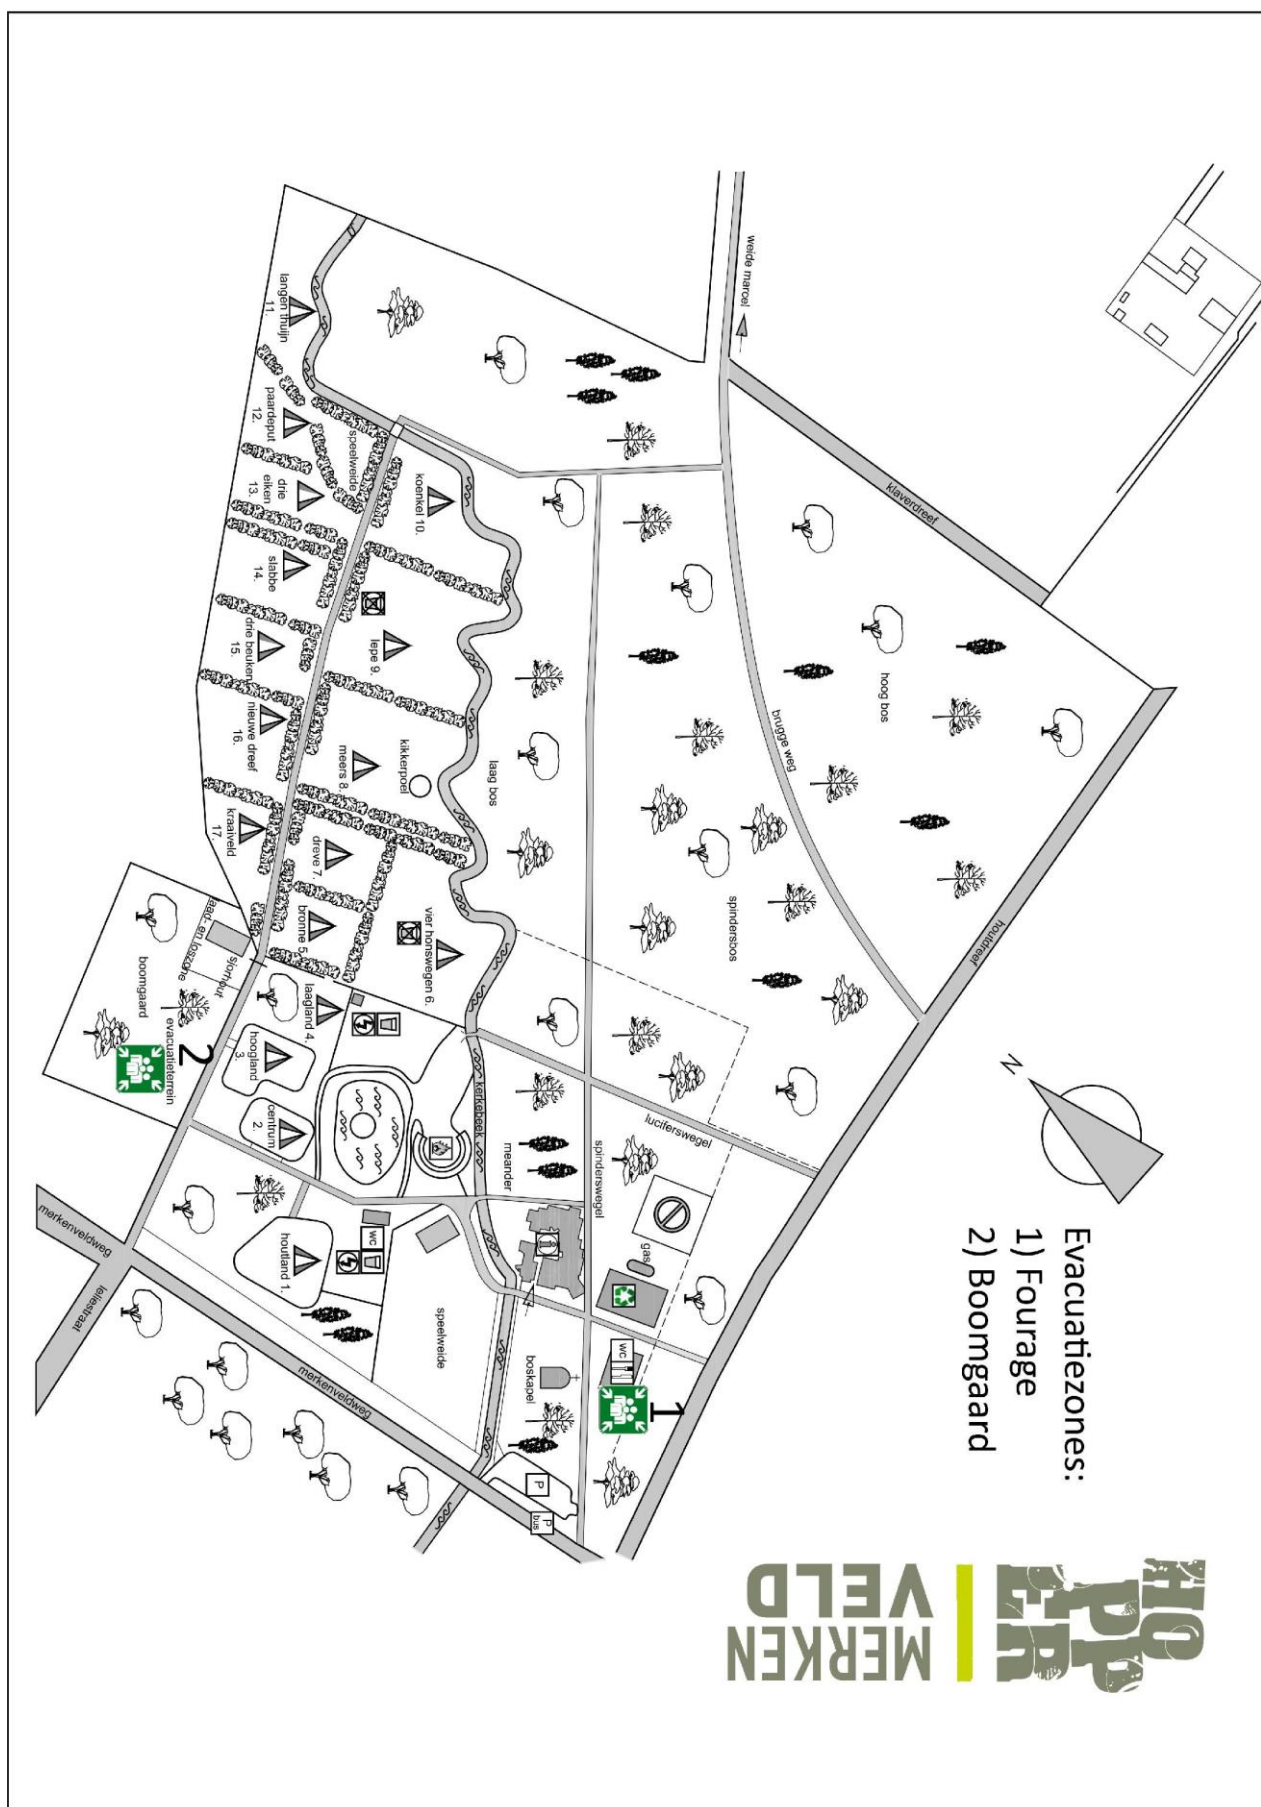 Evacuatiezones:
1) Fourage
2) Boomgaard
HOPPER
MERKEN
VELD
N
weide marcel
klaverdreef
hoog bos
brugge weg
houtdreef
spindersbos
laag bos
luciferswegel
spinderswegel
meander
kerkebeek
gas
wc
1
boskapel
P
P
bus
speelweide
merkenveldweg
merkenveldweg
leliestraat
wc
houtland 1.
centrum
2.
hoogland
3.
laagland 4.
bronne 5.
vier honswegen 6.
dreve 7.
meers 8.
kikkerpoel
Iepe 9.
koenkel 10.
speelweide
langen thuijn
11.
paardeput
12.
drie
eiken
13.
slabbe
14.
drie beuken
15.
nieuwe dreef
16.
kraaiveld
17.
sjorhout
laad- en loszone
boomgaard
evacuatieterrein
2